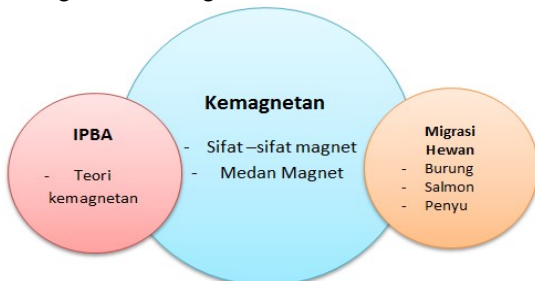 IPBA
- Teori
kemagnetan
Kemagnetan
- Sifat –sifat magnet
- Medan Magnet
Migrasi
Hewan
- Burung
- Salmon
- Penyu